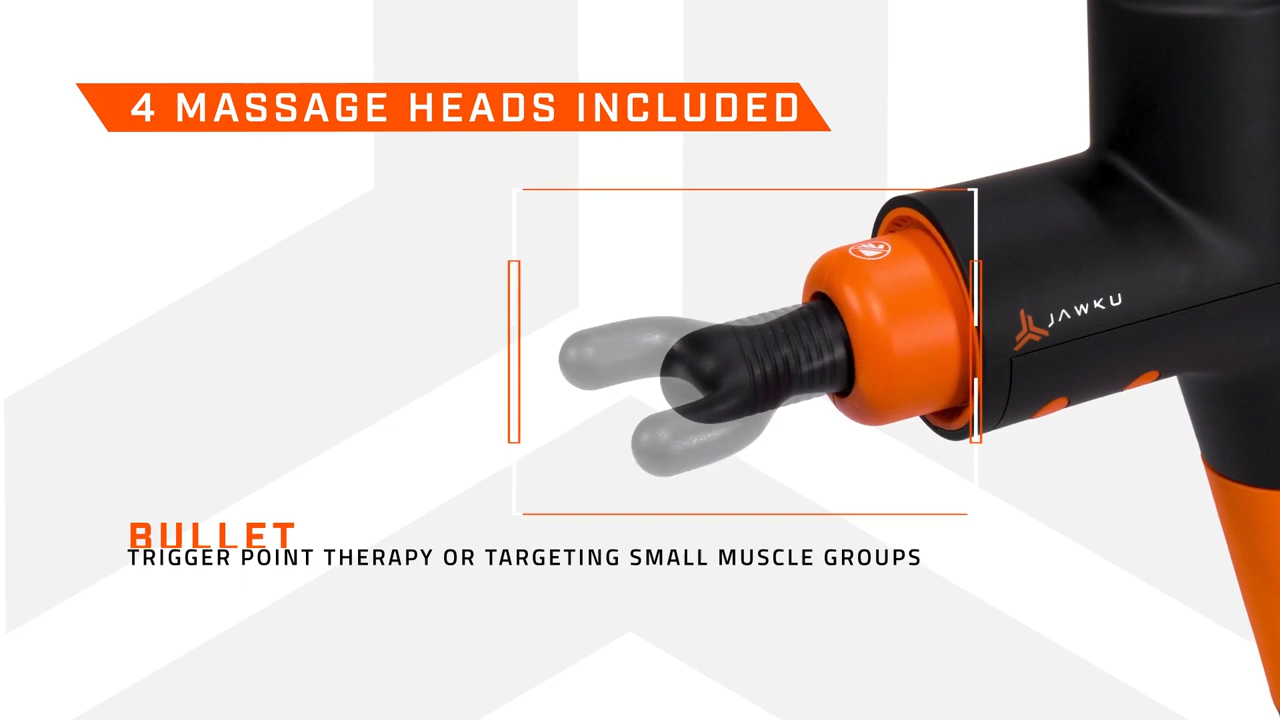 4 MASSAGE HEADS INCLUDED
JAWKU
BULLET
TRIGGER POINT THERAPY OR TARGETING SMALL MUSCLE GROUPS